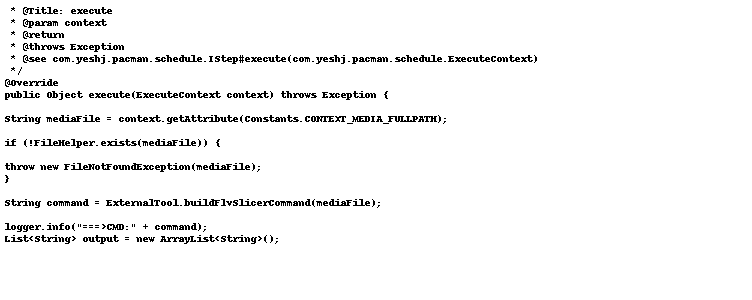 * @Title: execute
* @param context
* @return
* @throws Exception
* @see com.yeshj.pacman.schedule.IStep#execute(com.yeshj.pacman.schedule.ExecuteContext)
*/
@Override
public Object execute(ExecuteContext context) throws Exception {
String mediaFile = context.getAttribute(Constants.CONTEXT_MEDIA_FULLPATH);
if (!FileHelper.exists(mediaFile)) {
throw new FileNotFoundException(mediaFile);
}
String command = ExternalTool.buildFlvSlicerCommand(mediaFile);
logger.info("===>CMD:" + command);
List<String> output = new ArrayList<String>();